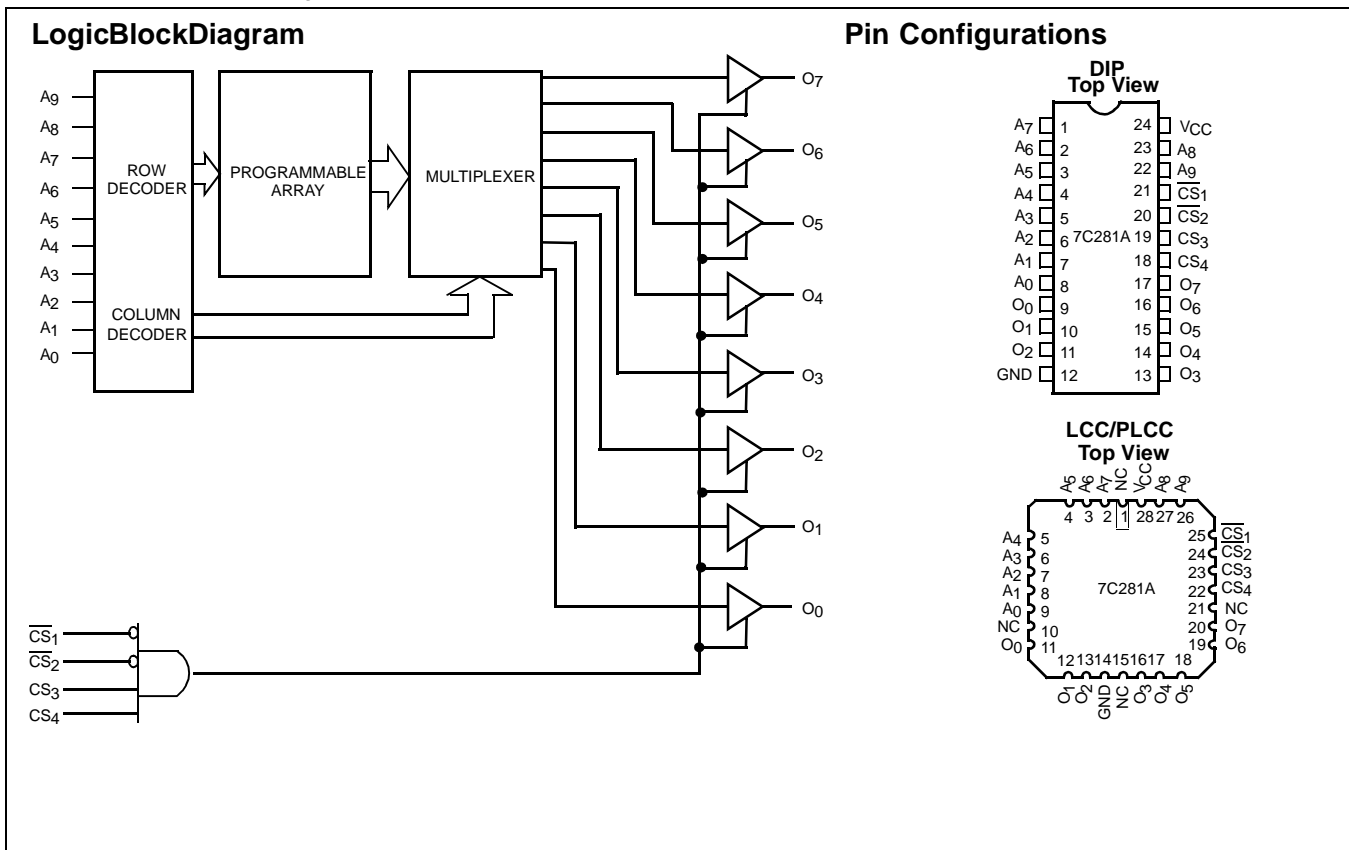 LogicBlockDiagram
A9
A8
A7
A6
A5
A4
A3
A2
A1
A0
ROW
DECODER
COLUMN
DECODER
PROGRAMMABLE
ARRAY
MULTIPLEXER
O7
O6
O5
O4
O3
O2
O1
O0
C̅S̅1
C̅S̅2
CS3
CS4
Pin Configurations
DIP
Top View
A7 1 24 VCC
A6 2 23 A8
A5 3 22 A9
A4 4 21 C̅S̅1
A3 5 20 C̅S̅2
A2 6 7C281A 19 CS3
A1 7 18 CS4
A0 8 17 O7
O0 9 16 O6
O1 10 15 O5
O2 11 14 O4
GND 12 13 O3
LCC/PLCC
Top View
A5 A6 A7 NC VCC A8 A9
4 3 2 1 28 27 26
A4 5 25 C̅S̅1
A3 6 24 C̅S̅2
A2 7 23 CS3
A1 8 7C281A 22 CS4
A0 9 21 NC
NC 10 20 O7
O0 11 19 O6
12 13 14 15 16 17 18
O1 O2 GND NC O3 O4 O5